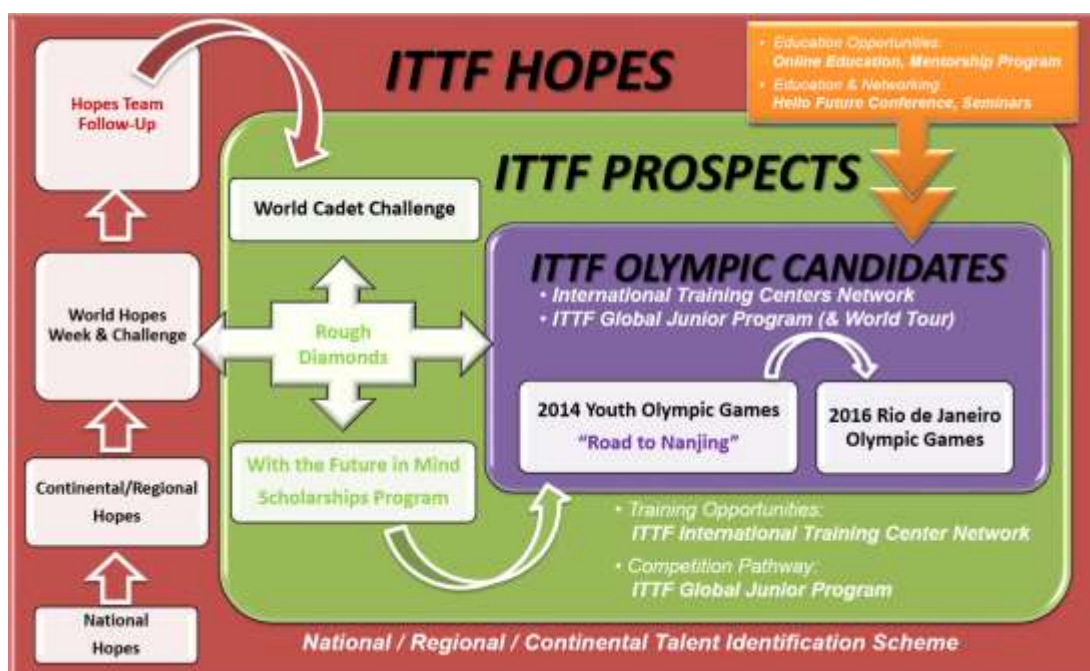 ITTF HOPES
• Education Opportunities:
Online Education, Mentorship Program
• Education & Networking:
Hello Future Conference, Seminars
Hopes Team
Follow-Up
World Hopes
Week & Challenge
Continental/Regional
Hopes
National
Hopes
ITTF PROSPECTS
World Cadet Challenge
Rough
Diamonds
With the Future in Mind
Scholarships Program
ITTF OLYMPIC CANDIDATES
• International Training Centers Network
• ITTF Global Junior Program (& World Tour)
2014 Youth Olympic Games
"Road to Nanjing"
2016 Rio de Janeiro
Olympic Games
• Training Opportunities:
ITTF International Training Center Network
• Competition Pathway:
ITTF Global Junior Program
National / Regional / Continental Talent Identification Scheme